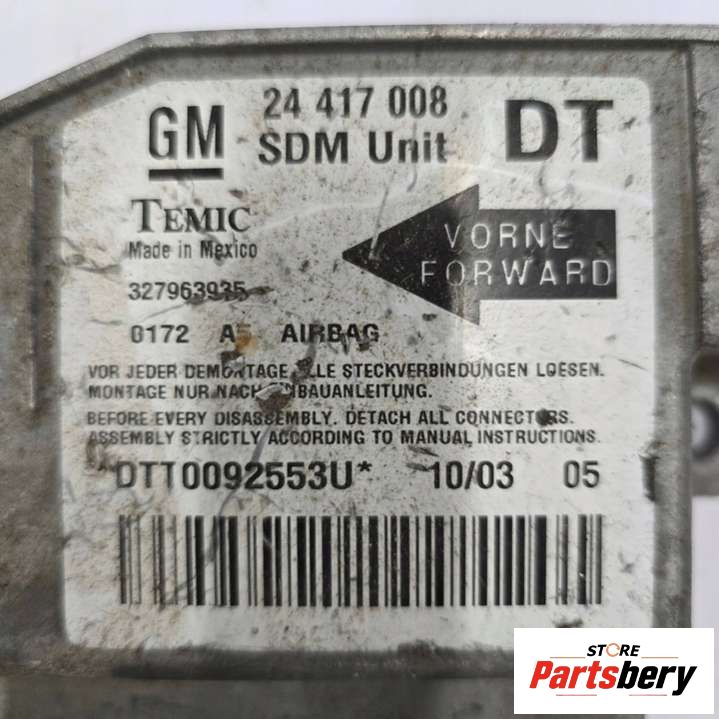 GM 24 417 008 DT
SDM Unit
TEMIC
Made in Mexico
VORNE
FORWARD
327963935
0172 AIRBAG
VOR JEDER DEMONTAGE ALLE STECKVERBINDUNGEN LOESEN.
MONTAGE NUR NACH EINBAUANLEITUNG.
BEFORE EVERY DISASSEMBLY. DETACH ALL CONNECTORS.
ASSEMBLY STRICTLY ACCORDING TO MANUAL INSTRUCTIONS.
DTT0092553U* 10/03 05
STORE
Partsbery